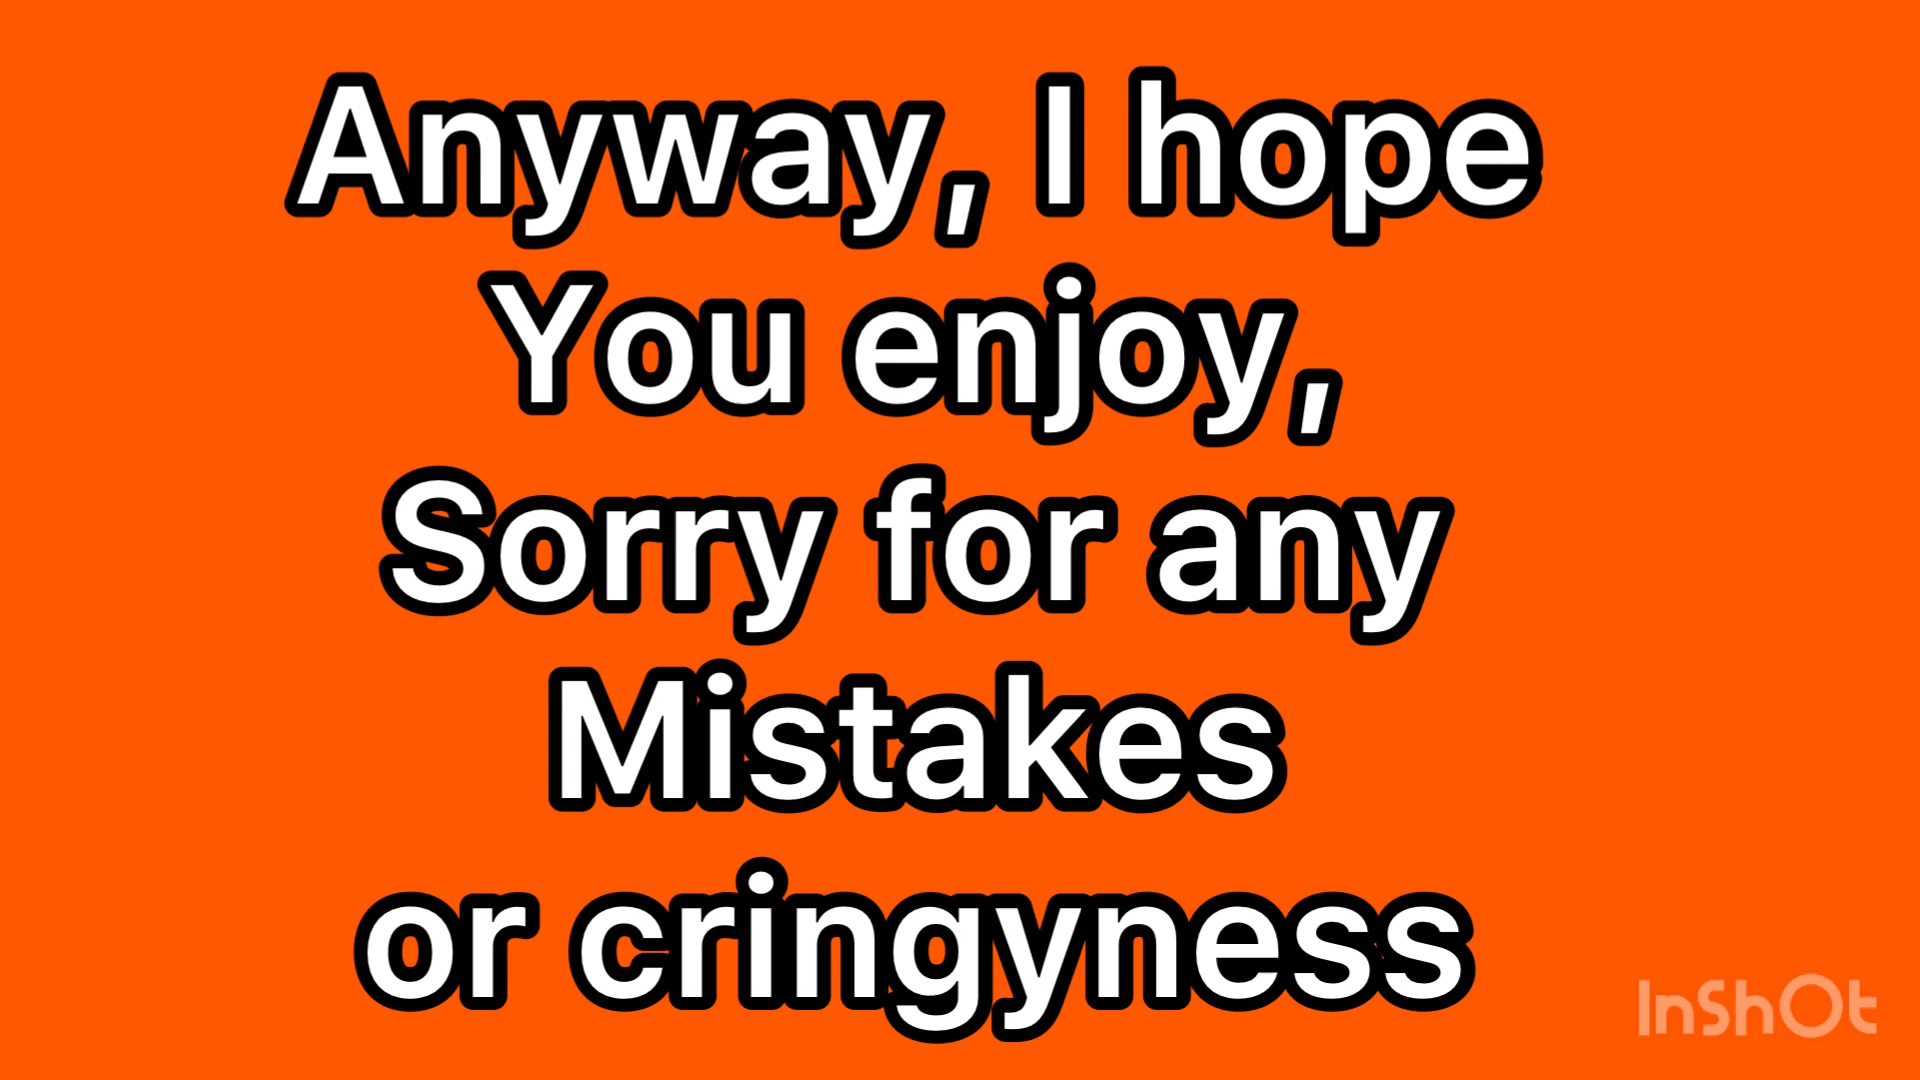 Anyway, I hope
You enjoy,
Sorry for any
Mistakes
or cringyness
InShOt